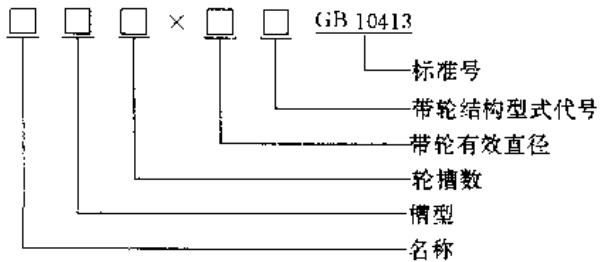 □ □ □ × □ □ GB 10413
标准号
带轮结构型式代号
带轮有效直径
轮槽数
槽型
名称